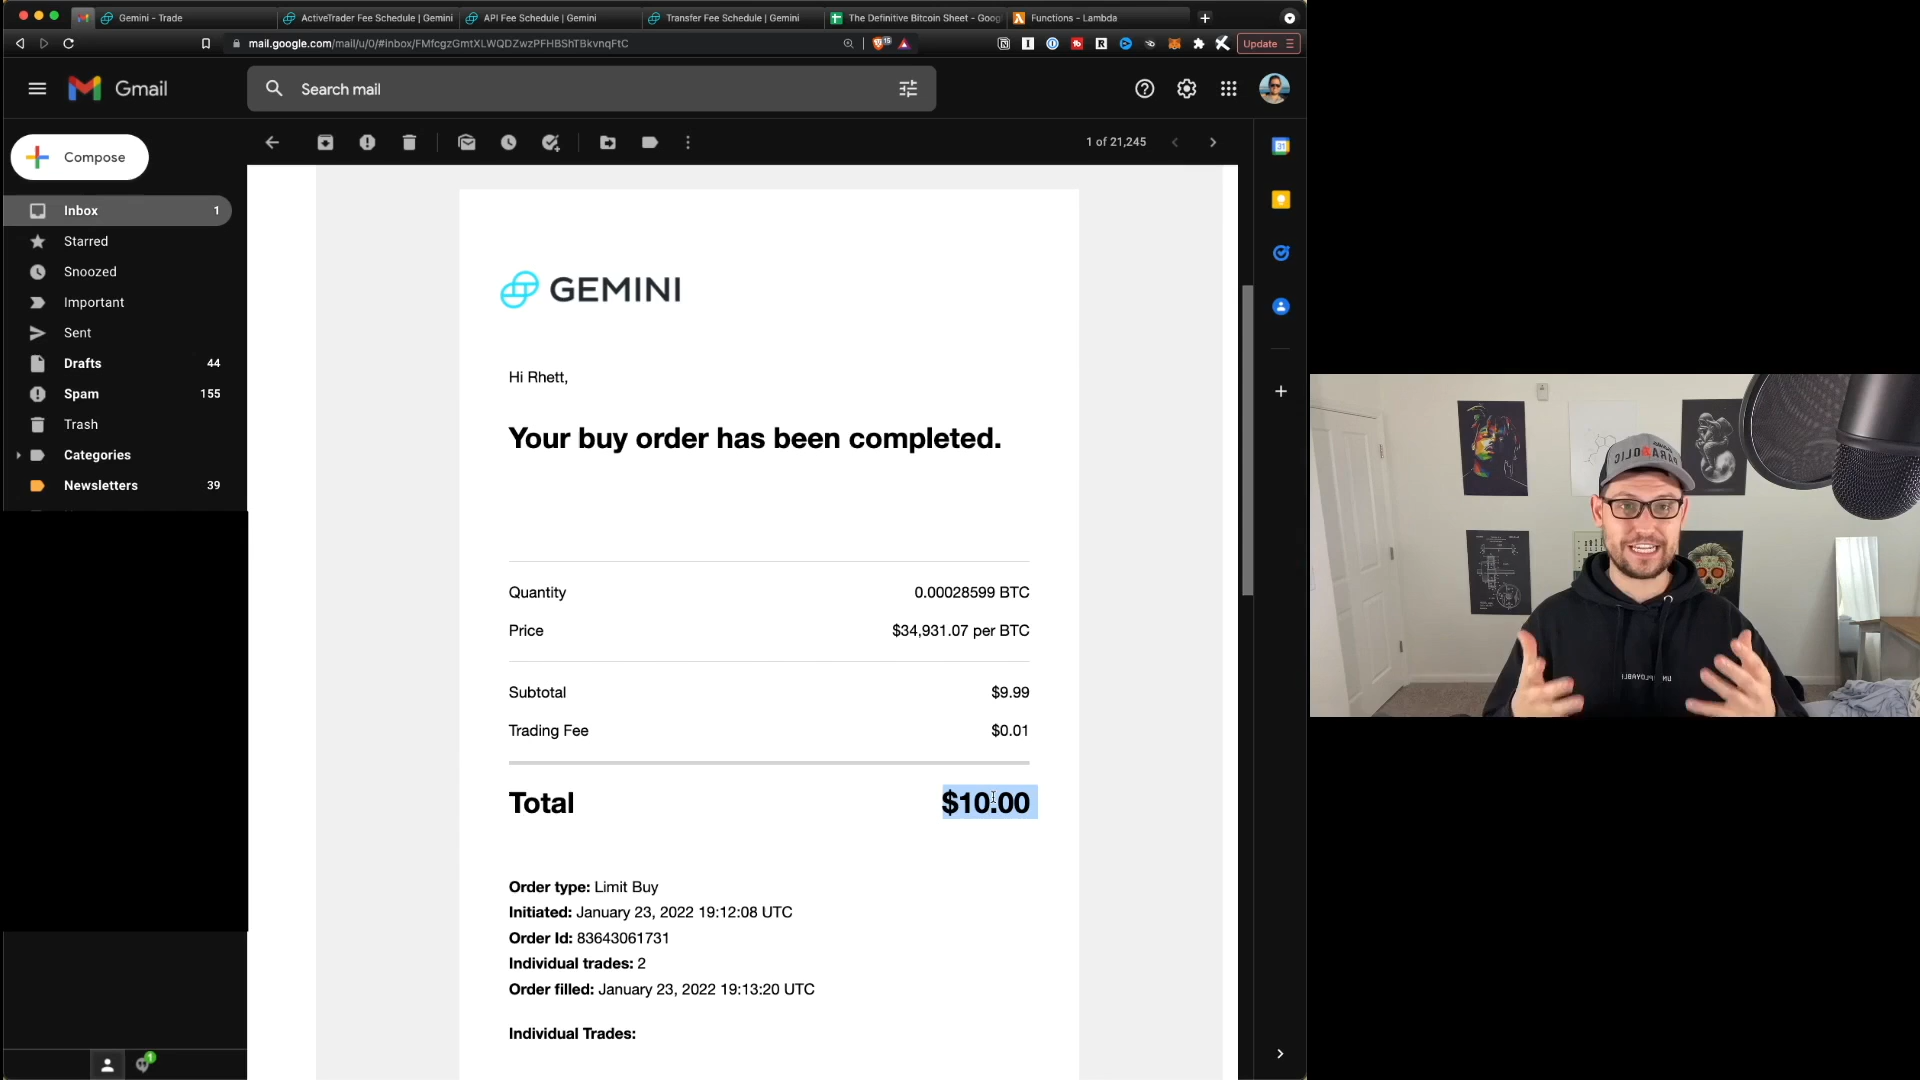 Gemini - Trade
ActiveTrader Fee Schedule | Gemini
API Fee Schedule | Gemini
Transfer Fee Schedule | Gemini
The Definitive Bitcoin Sheet - Goog
Functions - Lambda
mail.google.com/mail/u/0/#inbox/FMfcgzGmtXLWQDZwzPFHBShTBkvnqFtC
Update
Gmail
Search mail
1 of 21,245
Compose
Inbox 1
Starred
Snoozed
Important
Sent
Drafts 44
Spam 155
Trash
Categories
Newsletters 39
GEMINI
Hi Rhett,
Your buy order has been completed.
Quantity 0.00028599 BTC
Price $34,931.07 per BTC
Subtotal $9.99
Trading Fee $0.01
Total $10.00
Order type: Limit Buy
Initiated: January 23, 2022 19:12:08 UTC
Order Id: 83643061731
Individual trades: 2
Order filled: January 23, 2022 19:13:20 UTC
Individual Trades: